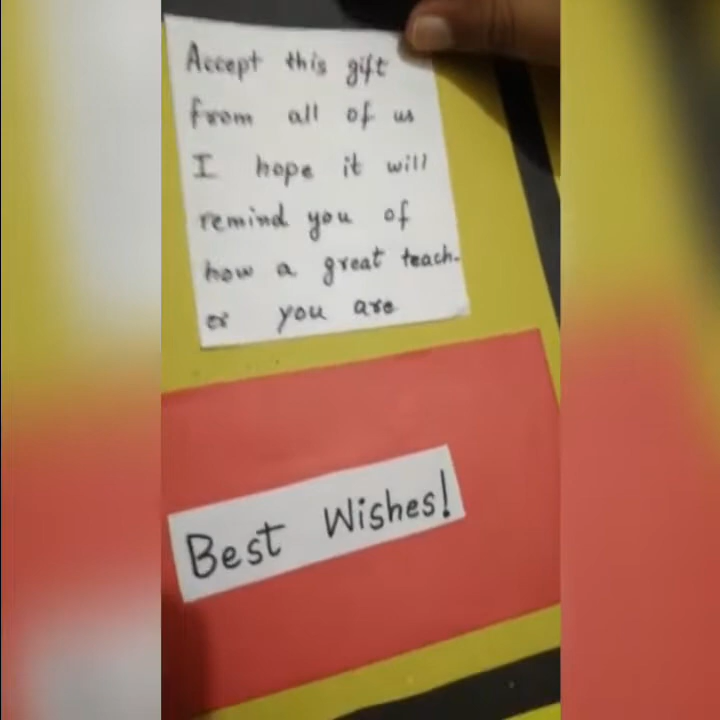 Accept this gift
from all of us
I hope it will
remind you of
how a great teach-
er you are
Best Wishes!